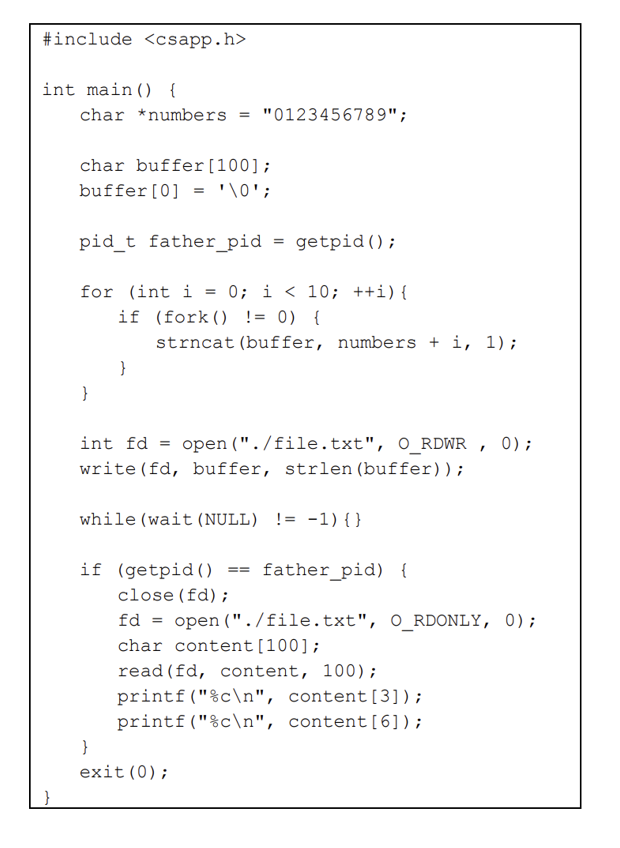 #include <csapp.h>
int main() {
char *numbers = "0123456789";
char buffer[100];
buffer[0] = '\0';
pid_t father_pid = getpid();
for (int i = 0; i < 10; ++i){
if (fork() != 0) {
strncat(buffer, numbers + i, 1);
}
}
int fd = open("./file.txt", O_RDWR , 0);
write(fd, buffer, strlen(buffer));
while(wait(NULL) != -1){}
if (getpid() == father_pid) {
close(fd);
fd = open("./file.txt", O_RDONLY, 0);
char content[100];
read(fd, content, 100);
printf("%c\n", content[3]);
printf("%c\n", content[6]);
}
exit(0);
}